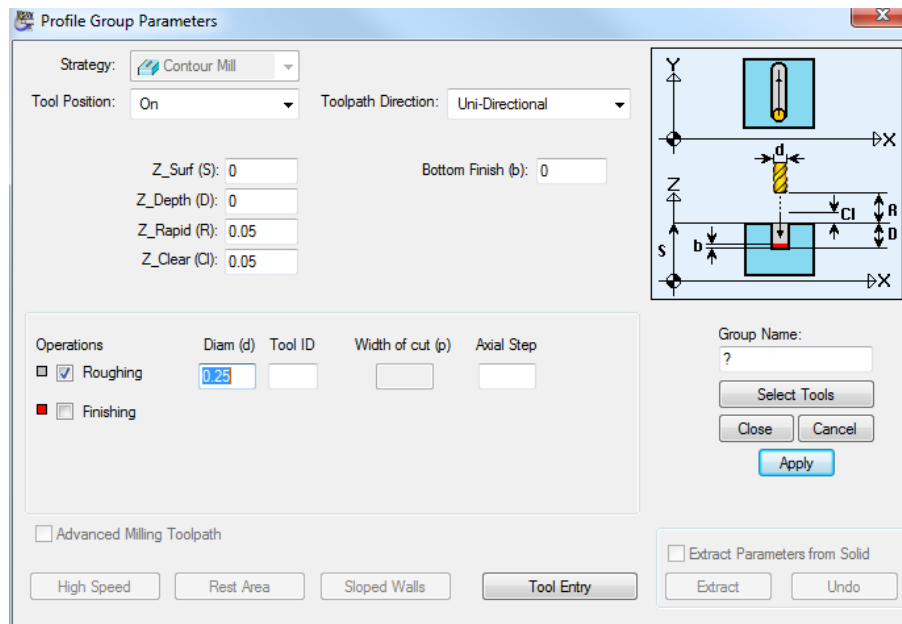 Profile Group Parameters
Strategy: Contour Mill
Tool Position: On Toolpath Direction: Uni-Directional
Z_Surf (S): 0 Bottom Finish (b): 0
Z_Depth (D): 0
Z_Rapid (R): 0.05
Z_Clear (Cl): 0.05
Y
X
d
Z
Cl R
D
S b
X
Operations Diam (d) Tool ID Width of cut (p) Axial Step
Roughing 0.25
Finishing
Group Name:
?
Select Tools
Close Cancel
Apply
Advanced Milling Toolpath
High Speed Rest Area Sloped Walls Tool Entry
Extract Parameters from Solid
Extract Undo